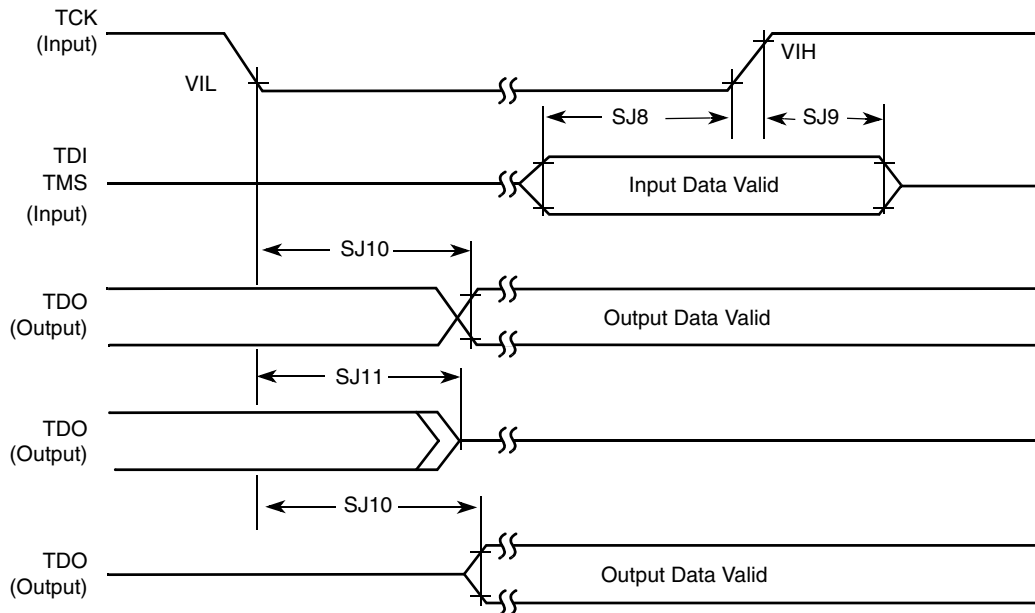 TCK
(Input)
VIH
VIL
SJ8
SJ9
TDI
TMS
(Input)
Input Data Valid
SJ10
TDO
(Output)
Output Data Valid
SJ11
TDO
(Output)
SJ10
TDO
(Output)
Output Data Valid